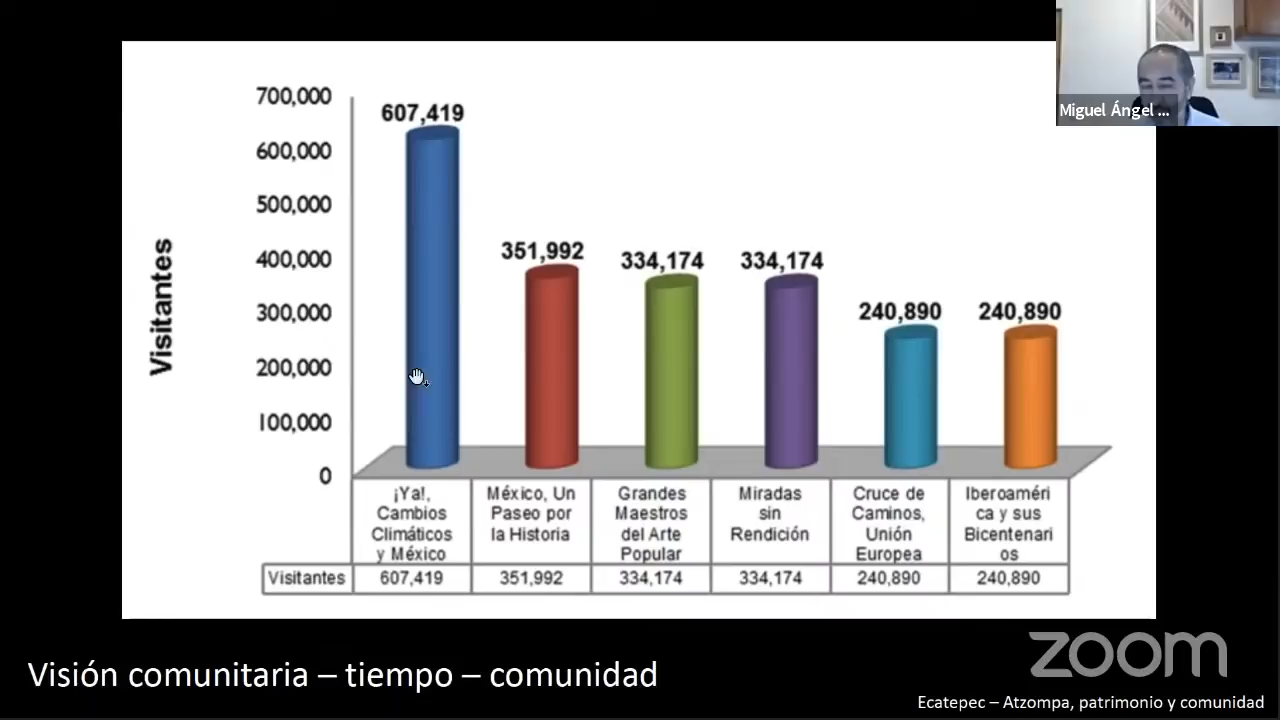 Miguel Ángel ...
Visitantes
700,000
600,000
500,000
400,000
300,000
200,000
100,000
0
607,419
351,992
334,174
334,174
240,890
240,890
¡Ya!,
Cambios
Climáticos
y México
México, Un
Paseo por
la Historia
Grandes
Maestros
del Arte
Popular
Miradas
sin
Rendición
Cruce de
Caminos,
Unión
Europea
Iberoaméri
ca y sus
Bicentenari
os
Visitantes 607,419 351,992 334,174 334,174 240,890 240,890
zoom
Visión comunitaria – tiempo – comunidad
Ecatepec – Atzompa, patrimonio y comunidad